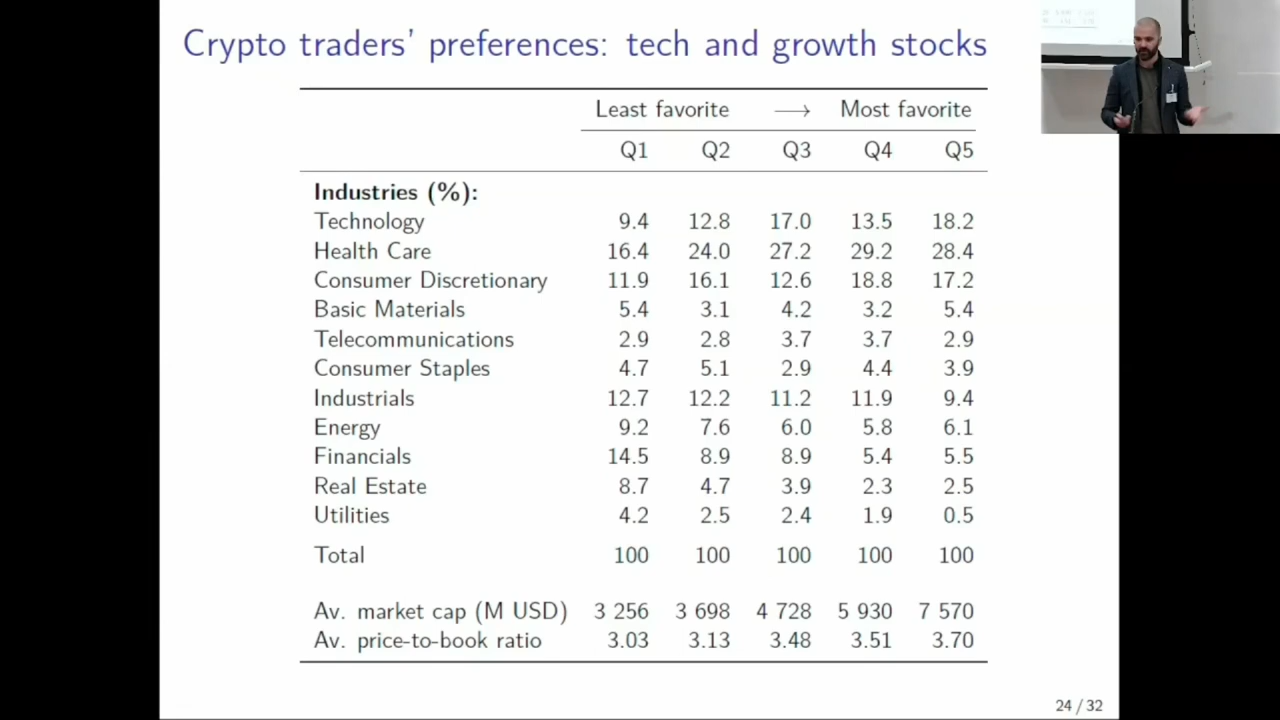 Crypto traders' preferences: tech and growth stocks
Least favorite ⟶ Most favorite
Q1 Q2 Q3 Q4 Q5
Industries (%):
Technology 9.4 12.8 17.0 13.5 18.2
Health Care 16.4 24.0 27.2 29.2 28.4
Consumer Discretionary 11.9 16.1 12.6 18.8 17.2
Basic Materials 5.4 3.1 4.2 3.2 5.4
Telecommunications 2.9 2.8 3.7 3.7 2.9
Consumer Staples 4.7 5.1 2.9 4.4 3.9
Industrials 12.7 12.2 11.2 11.9 9.4
Energy 9.2 7.6 6.0 5.8 6.1
Financials 14.5 8.9 8.9 5.4 5.5
Real Estate 8.7 4.7 3.9 2.3 2.5
Utilities 4.2 2.5 2.4 1.9 0.5
Total 100 100 100 100 100
Av. market cap (M USD) 3 256 3 698 4 728 5 930 7 570
Av. price-to-book ratio 3.03 3.13 3.48 3.51 3.70
24 / 32